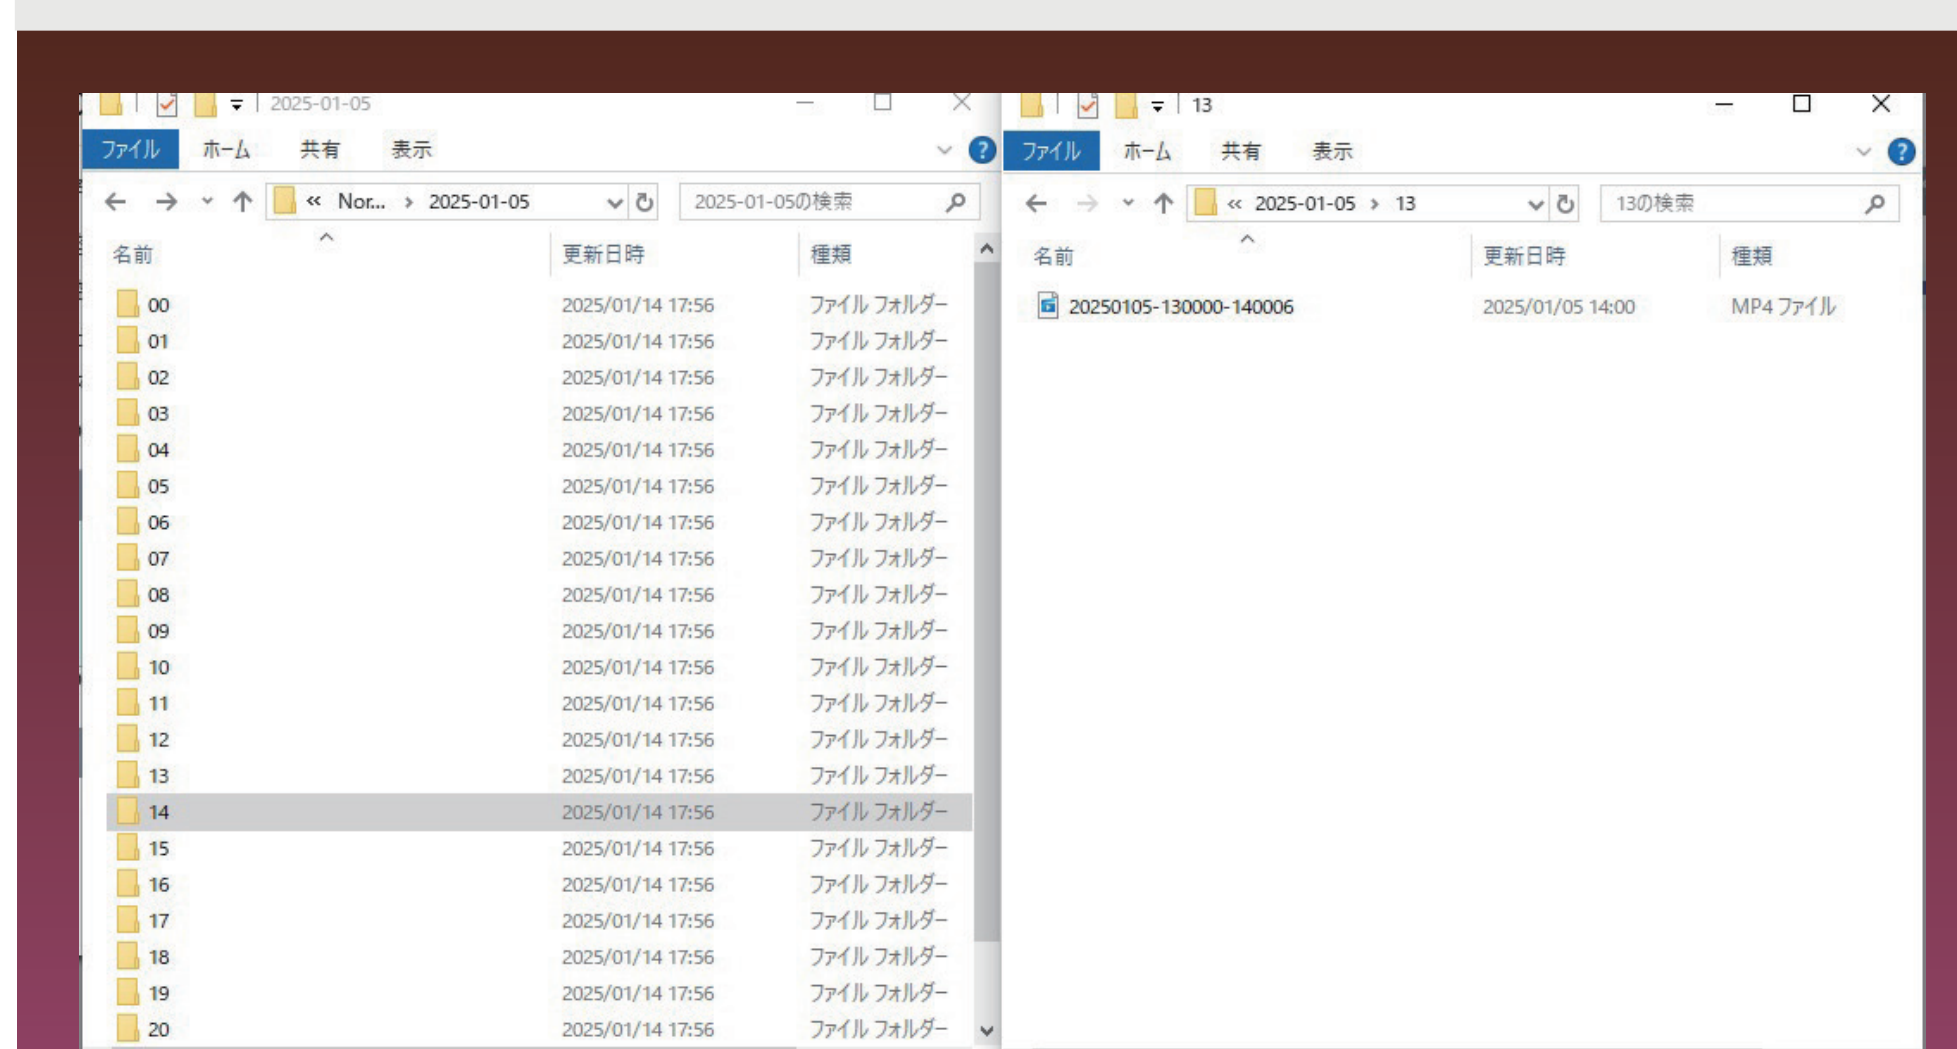 2025-01-05
ファイル ホーム 共有 表示
« Nor... › 2025-01-05
2025-01-05の検索
名前 更新日時 種類
00 2025/01/14 17:56 ファイル フォルダー
01 2025/01/14 17:56 ファイル フォルダー
02 2025/01/14 17:56 ファイル フォルダー
03 2025/01/14 17:56 ファイル フォルダー
04 2025/01/14 17:56 ファイル フォルダー
05 2025/01/14 17:56 ファイル フォルダー
06 2025/01/14 17:56 ファイル フォルダー
07 2025/01/14 17:56 ファイル フォルダー
08 2025/01/14 17:56 ファイル フォルダー
09 2025/01/14 17:56 ファイル フォルダー
10 2025/01/14 17:56 ファイル フォルダー
11 2025/01/14 17:56 ファイル フォルダー
12 2025/01/14 17:56 ファイル フォルダー
13 2025/01/14 17:56 ファイル フォルダー
14 2025/01/14 17:56 ファイル フォルダー
15 2025/01/14 17:56 ファイル フォルダー
16 2025/01/14 17:56 ファイル フォルダー
17 2025/01/14 17:56 ファイル フォルダー
18 2025/01/14 17:56 ファイル フォルダー
19 2025/01/14 17:56 ファイル フォルダー
20 2025/01/14 17:56 ファイル フォルダー
13
ファイル ホーム 共有 表示
« 2025-01-05 › 13
13の検索
名前 更新日時 種類
20250105-130000-140006 2025/01/05 14:00 MP4 ファイル